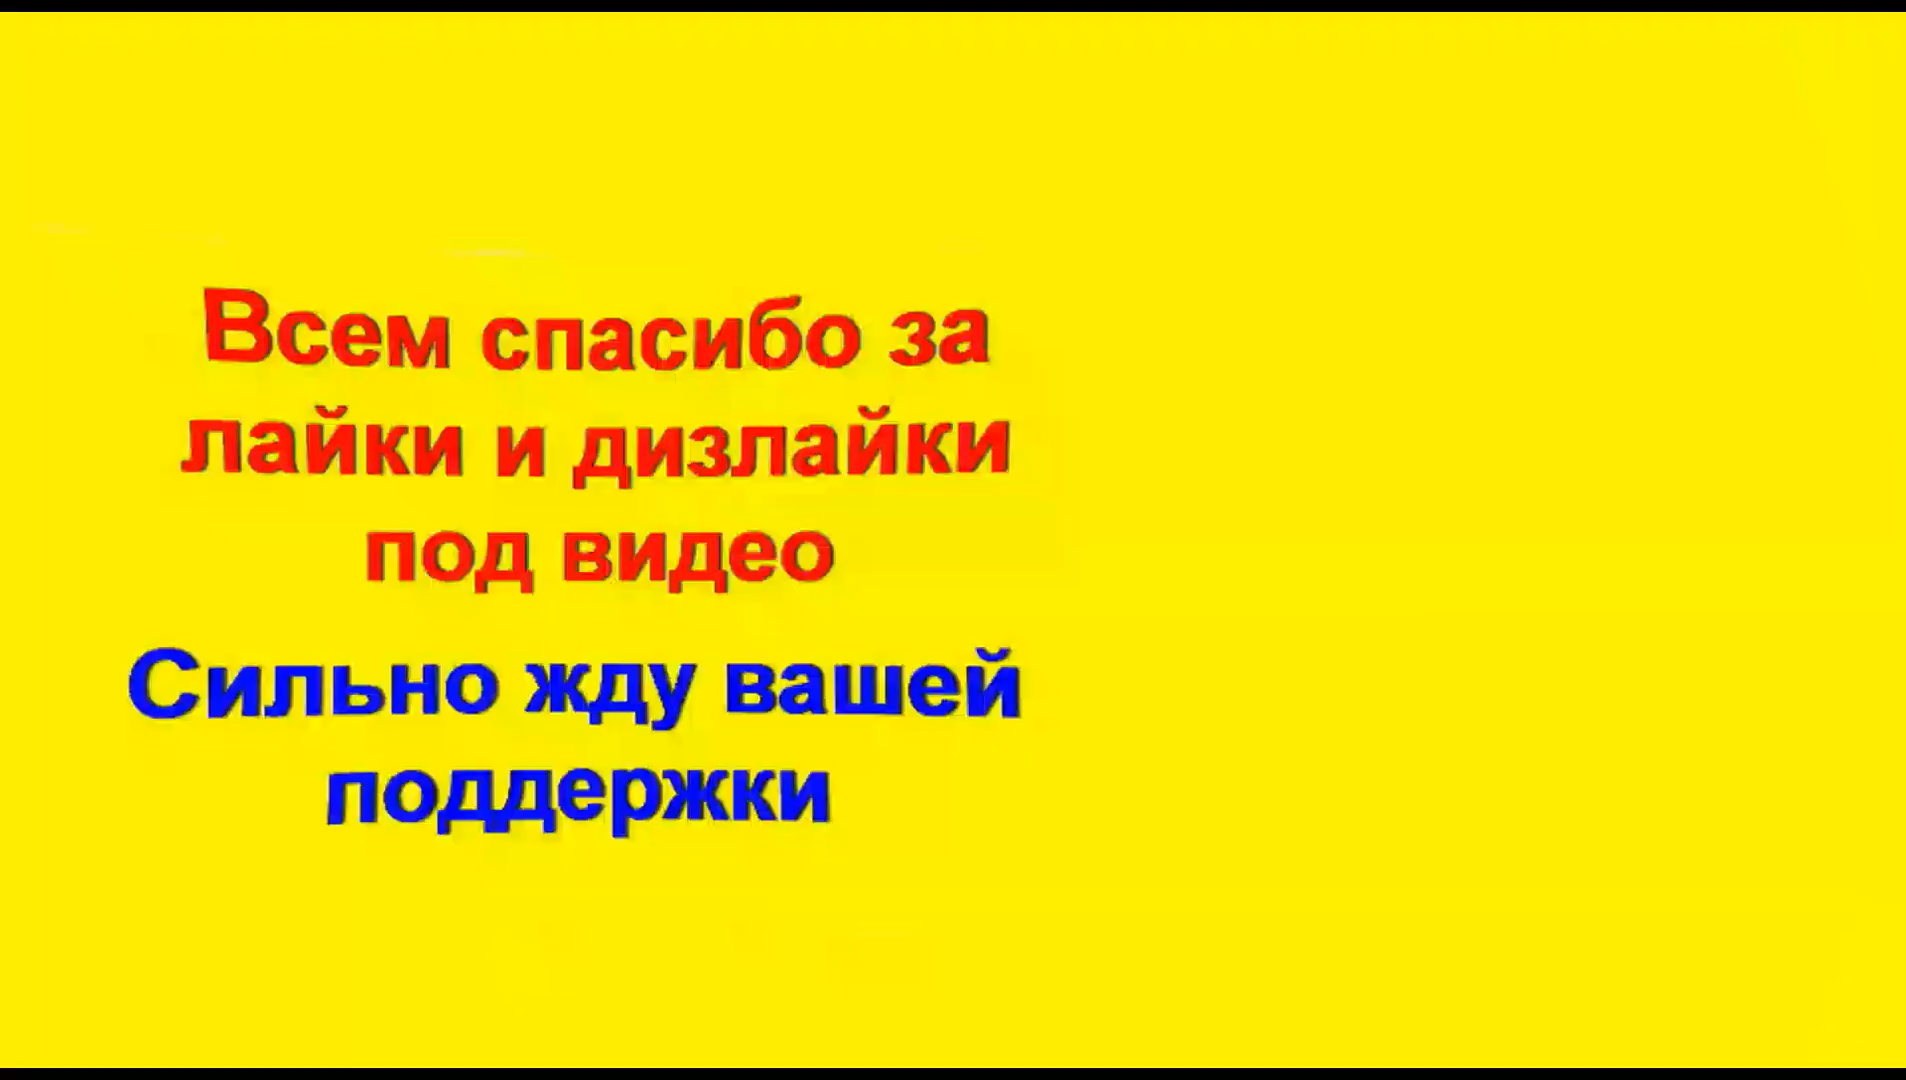 Всем спасибо за
лайки и дизлайки
под видео
Сильно жду вашей
поддержки